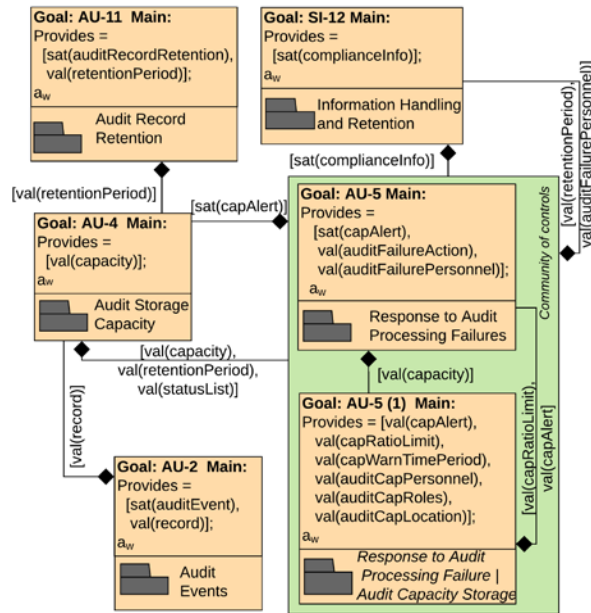 Goal: AU-11 Main:
Provides =
[sat(auditRecordRetention),
val(retentionPeriod)];
aw
Audit Record
Retention
Goal: SI-12 Main:
Provides =
[sat(complianceInfo)];
aw
Information Handling
and Retention
[val(retentionPeriod),
val(auditFailurePersonnel)]
[val(retentionPeriod)]
[sat(capAlert)]
[sat(complianceInfo)]
Community of controls
Goal: AU-4 Main:
Provides =
[val(capacity)];
aw
Audit Storage
Capacity
Goal: AU-5 Main:
Provides =
[sat(capAlert),
val(auditFailureAction),
val(auditFailurePersonnel)];
aw
Response to Audit
Processing Failures
[val(capacity),
val(retentionPeriod),
val(statusList)]
[val(capacity)]
[val(capRatioLimit),
val(capAlert]
[val(record)]
Goal: AU-5 (1) Main:
Provides = [val(capAlert),
val(capRatioLimit),
val(capWarnTimePeriod),
val(auditCapPersonnel),
val(auditCapRoles),
val(auditCapLocation)];
aw
Response to Audit
Processing Failure |
Audit Capacity Storage
Goal: AU-2 Main:
Provides =
[sat(auditEvent),
val(record)];
aw
Audit
Events